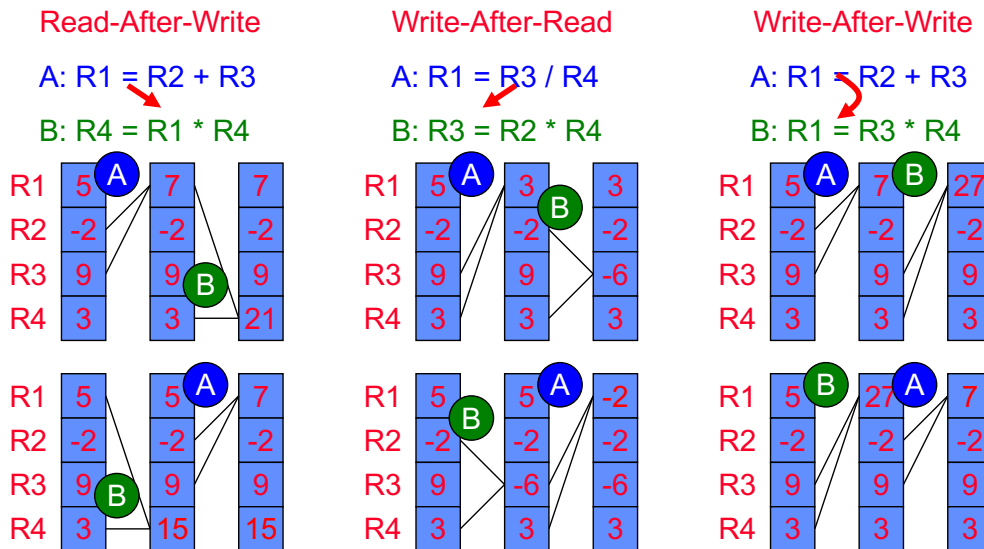 Read-After-Write Write-After-Read Write-After-Write
A: R1 = R2 + R3 A: R1 = R3 / R4 A: R1 = R2 + R3
B: R4 = R1 * R4 B: R3 = R2 * R4 B: R1 = R3 * R4
R1 5 A 7 7 R1 5 A 3 3 R1 5 A 7 B 27
R2 -2 -2 -2 R2 -2 -2 B -2 R2 -2 -2 -2
R3 9 9 B 9 R3 9 9 -6 R3 9 9 9
R4 3 3 21 R4 3 3 3 R4 3 3 3
R1 5 5 A 7 R1 5 5 A -2 R1 5 B 27 A 7
R2 -2 -2 -2 R2 -2 B -2 -2 R2 -2 -2 -2
R3 9 B 9 9 R3 9 -6 -6 R3 9 9 9
R4 3 15 15 R4 3 3 3 R4 3 3 3